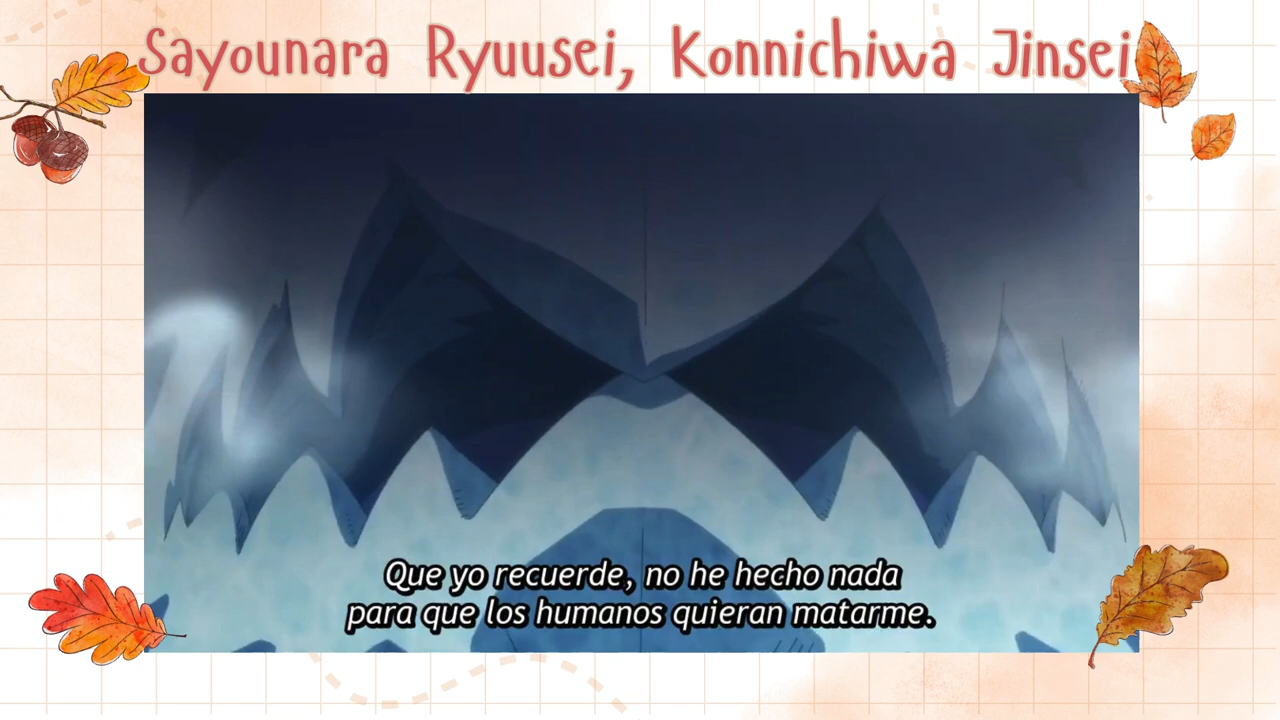 Sayounara Ryuusei, Konnichiwa Jinsei
Que yo recuerde, no he hecho nada
para que los humanos quieran matarme.